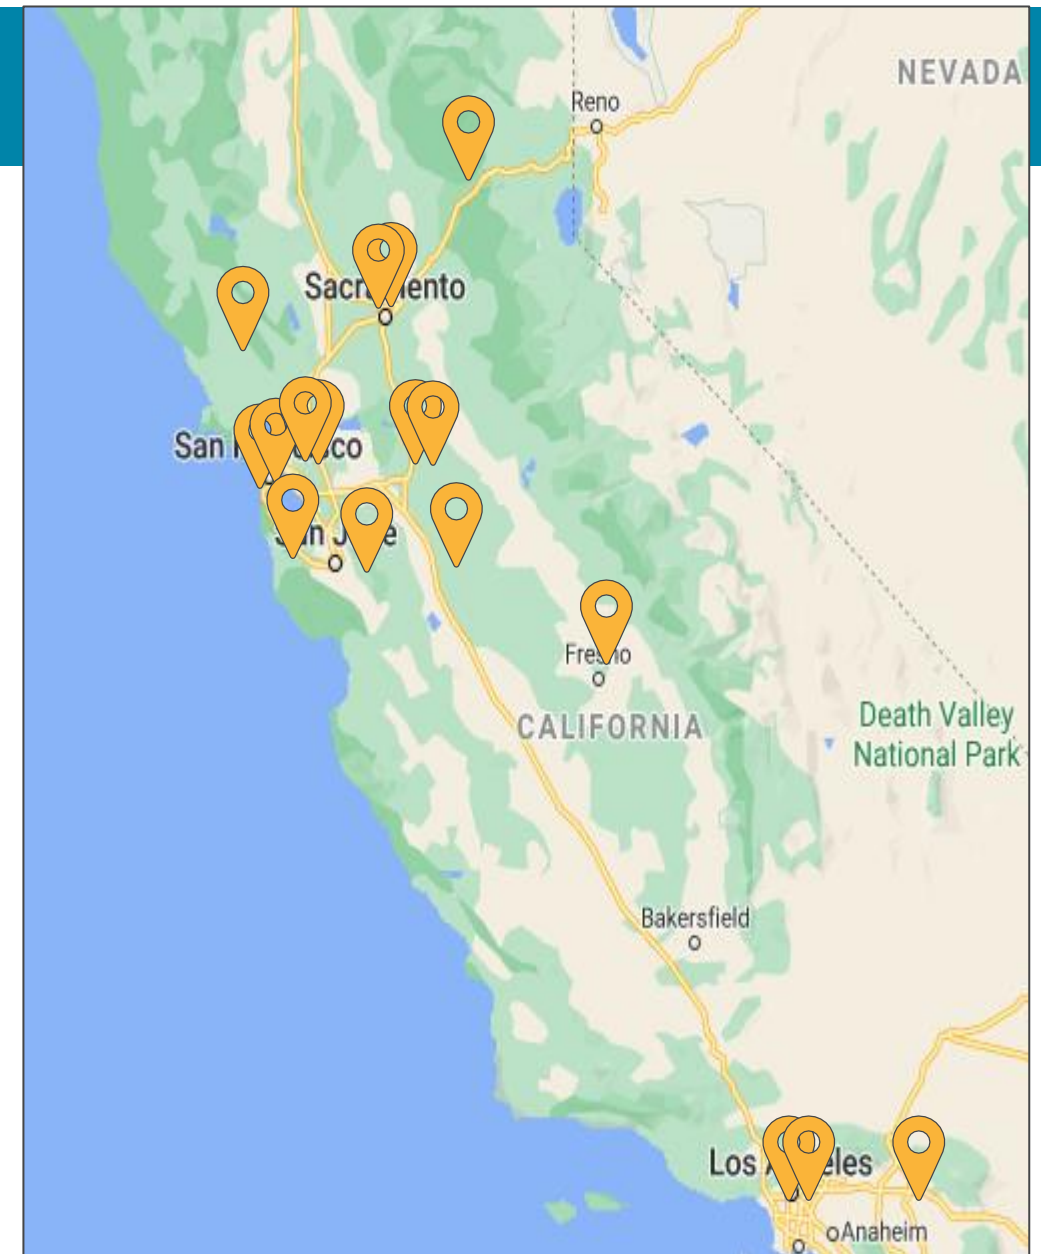 NEVADA
Reno
Sacramento
San Francisco
San Jose
Fresno
CALIFORNIA
Death Valley
National Park
Bakersfield
Los Angeles
Anaheim